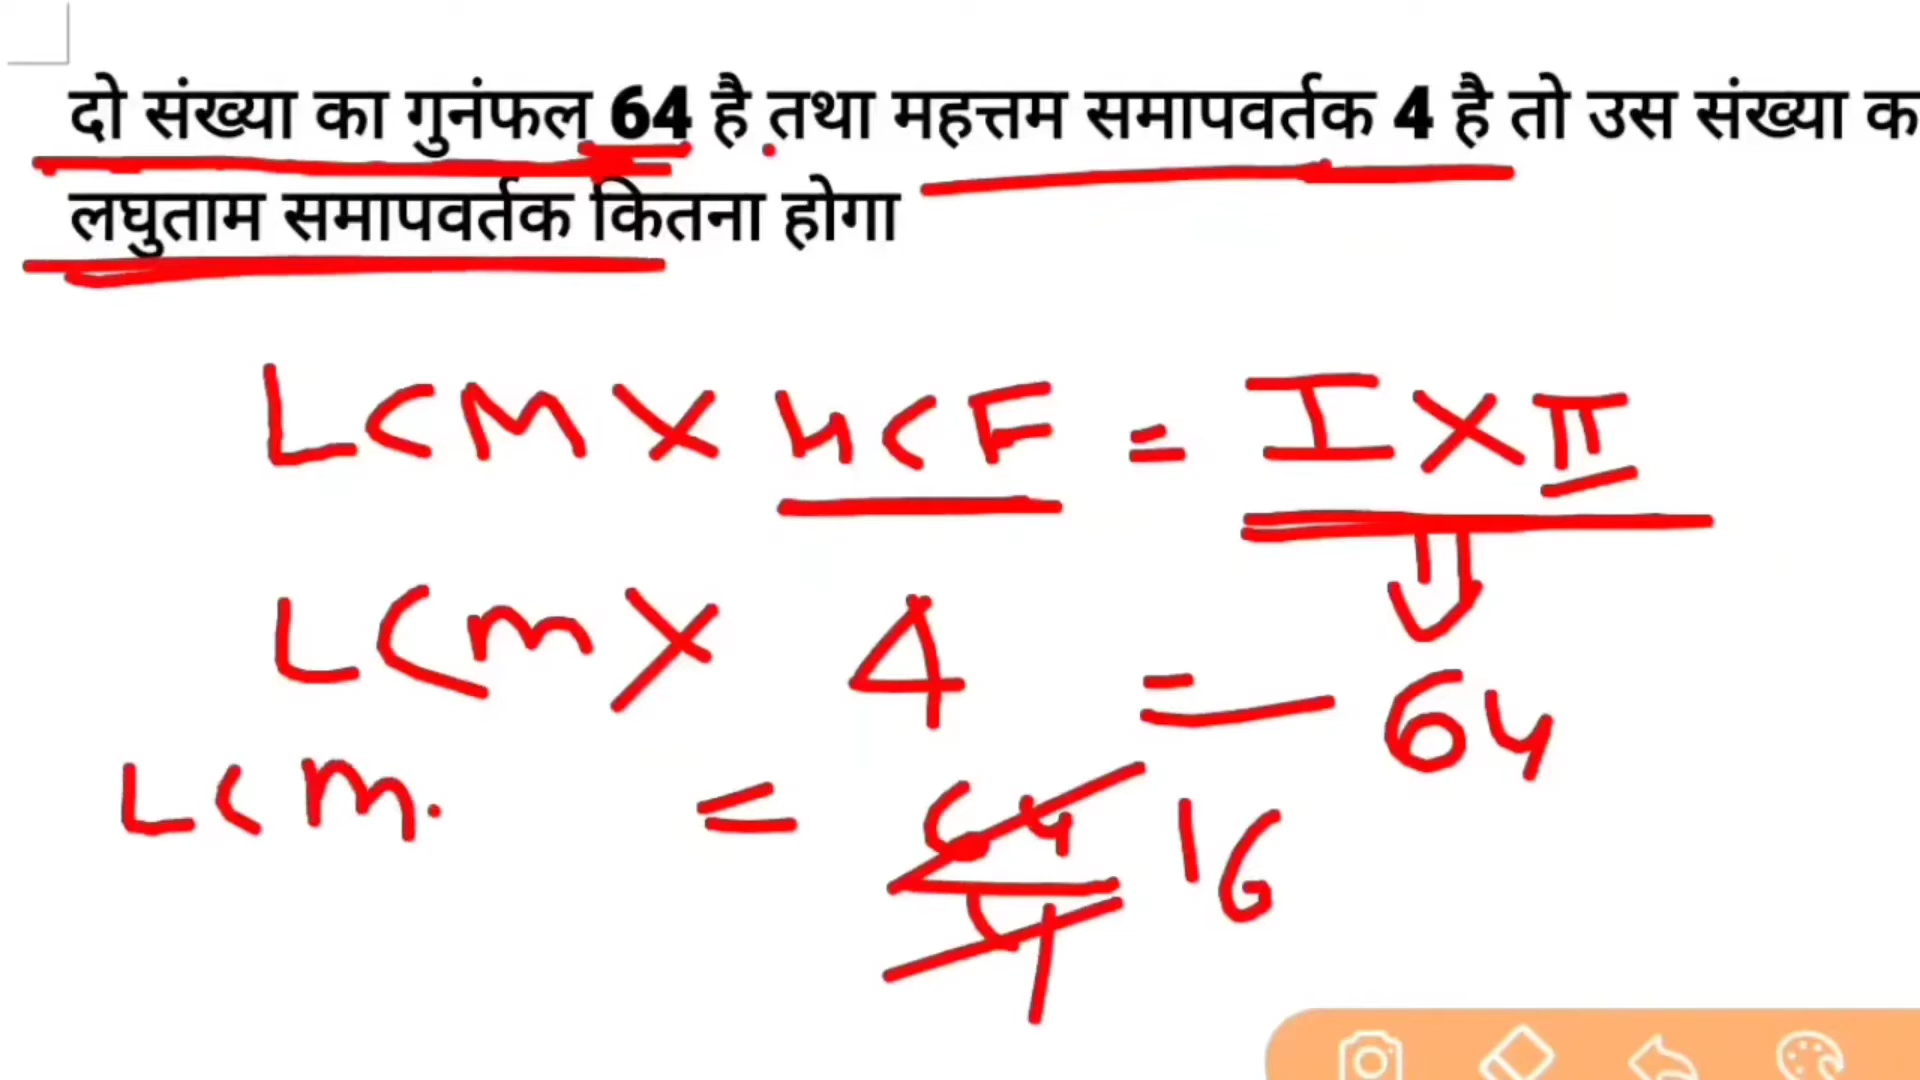 दो संख्या का गुनंफल 64 है तथा महत्तम समापवर्तक 4 है तो उस संख्या क
लघुताम समापवर्तक कितना होगा
LCM X HCF = I X II
LCM X 4 = 64
LCM. = 64/4 16